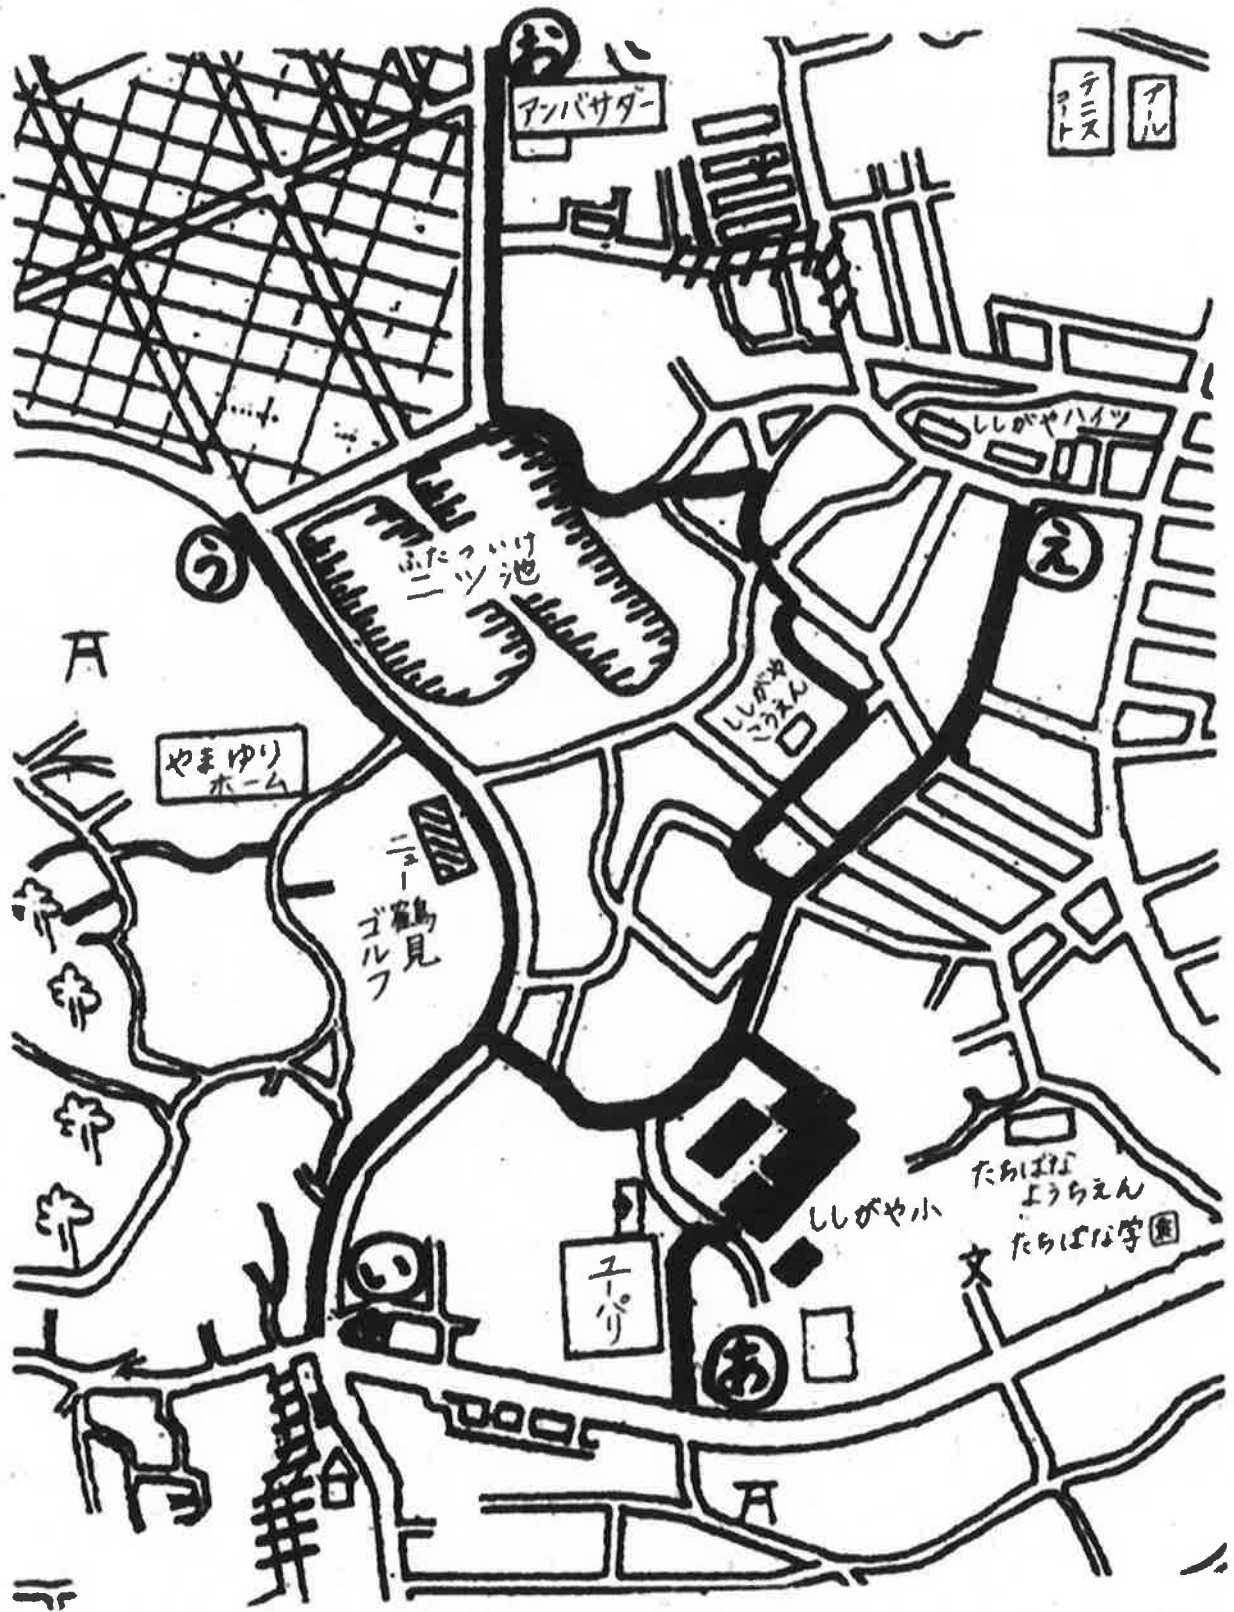 お
アンバサダー
テニス
コート
プール
ししがやハイツ
う
ふたついけ
二ツ池
え
ししがや
こうえん
やまゆり
ホーム
ニュー鶴見
ゴルフ
たちばな
ようちえん
ししがや小
たちばな学
文
い
ユーパリ
あ